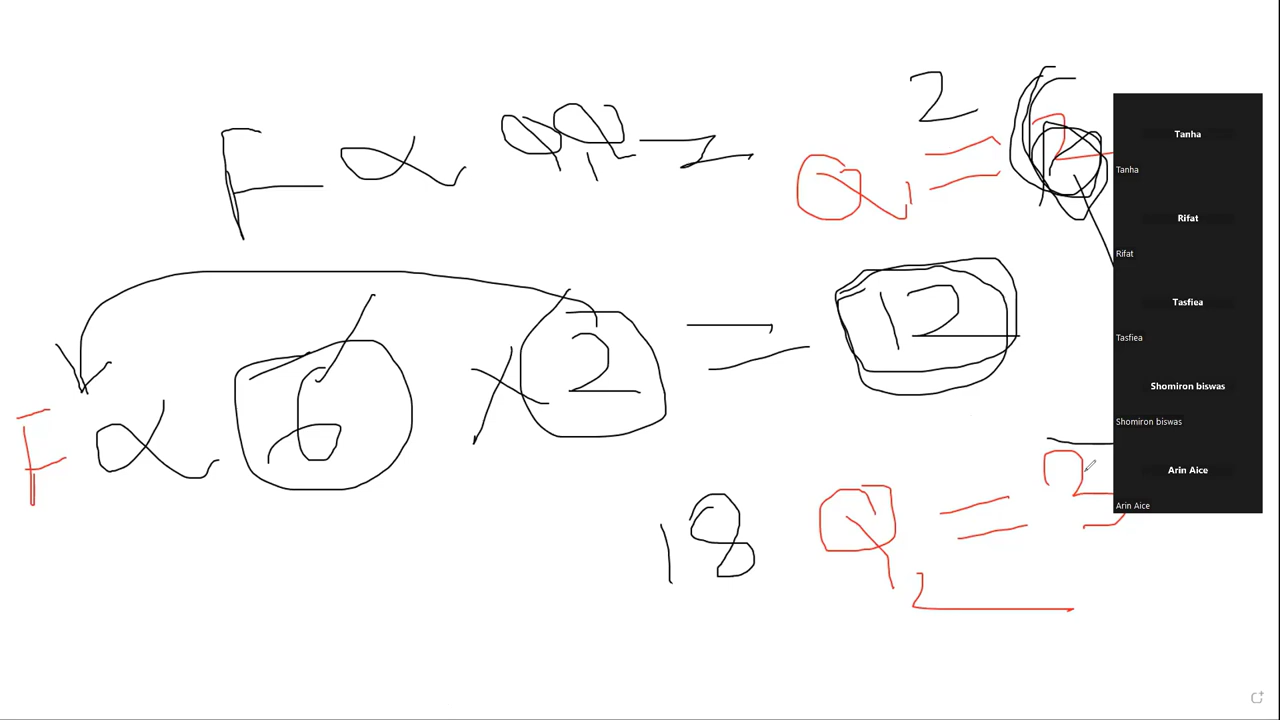 F α Q₁Q₂
2
Q₁ = 2
6 × 2 = 12
F α
Q₂ = 2
18
Tanha
Tanha
Rifat
Rifat
Tasfiea
Tasfiea
Shomiron biswas
Shomiron biswas
Arin Aice
Arin Aice